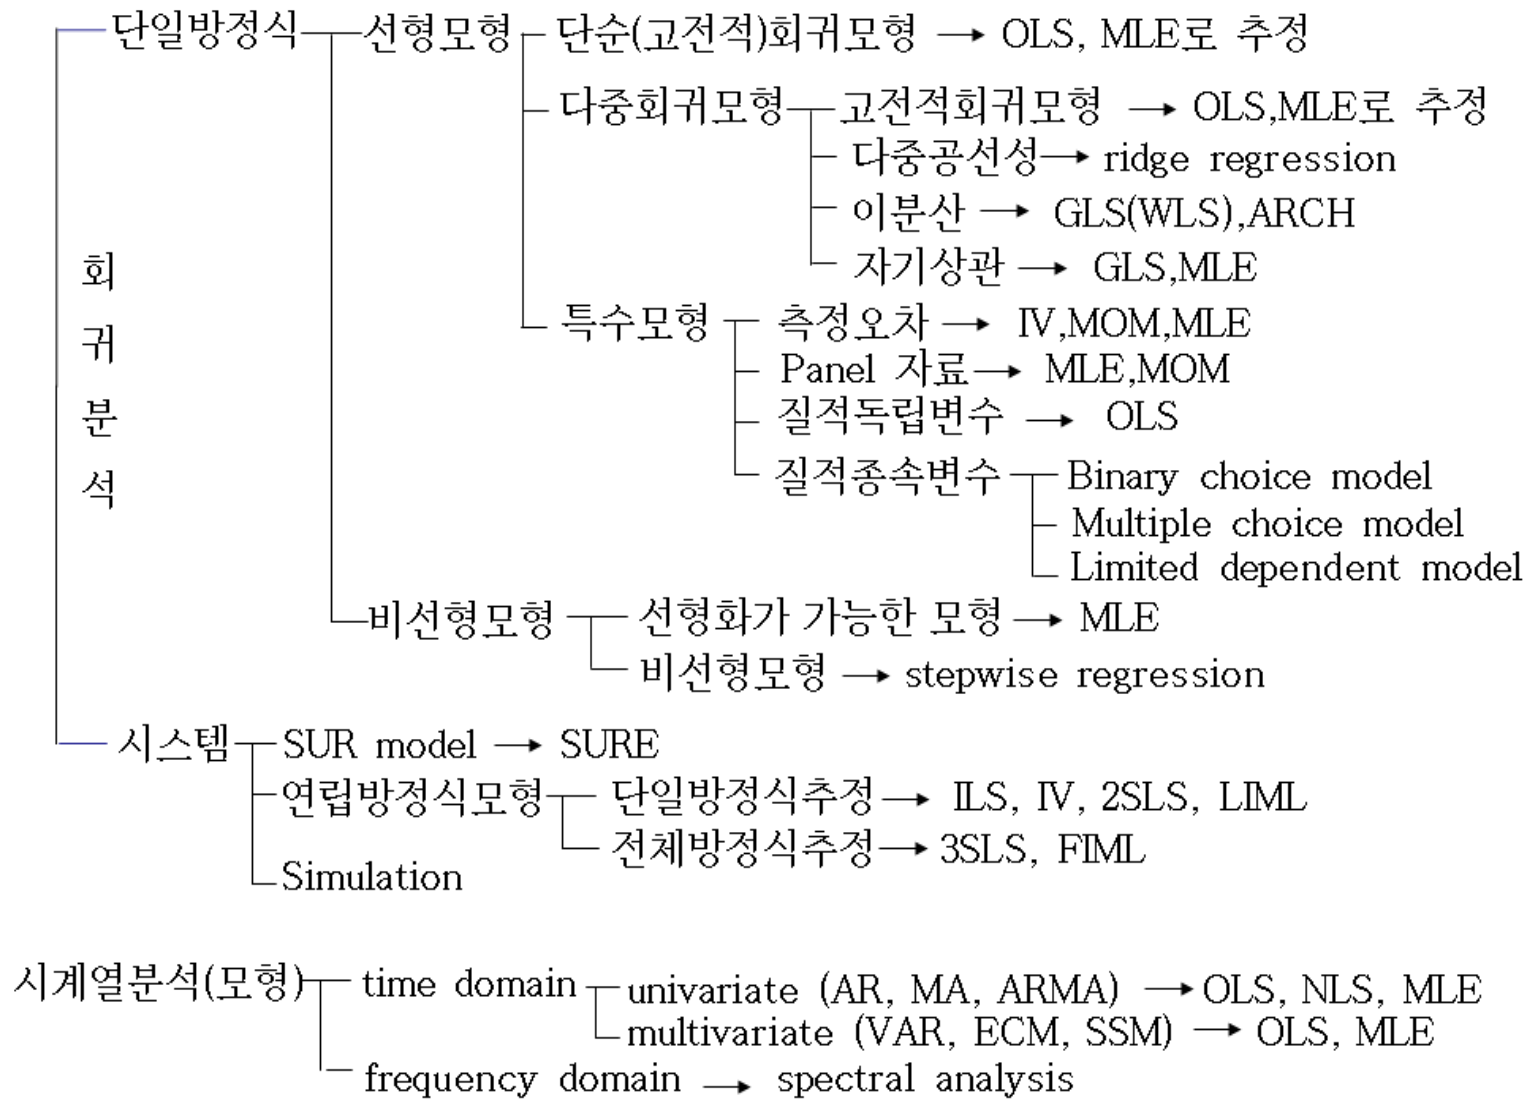 단일방정식 선형모형 단순(고전적)회귀모형 → OLS, MLE로 추정
다중회귀모형 고전적회귀모형 → OLS,MLE로 추정
다중공선성 → ridge regression
이분산 → GLS(WLS),ARCH
자기상관 → GLS,MLE
회귀분석
특수모형 측정오차 → IV,MOM,MLE
Panel 자료 → MLE,MOM
질적독립변수 → OLS
질적종속변수 Binary choice model
Multiple choice model
Limited dependent model
비선형모형 선형화가 가능한 모형 → MLE
비선형모형 → stepwise regression
시스템 SUR model → SURE
연립방정식모형 단일방정식추정 → ILS, IV, 2SLS, LIML
전체방정식추정 → 3SLS, FIML
Simulation
시계열분석(모형) time domain univariate (AR, MA, ARMA) → OLS, NLS, MLE
multivariate (VAR, ECM, SSM) → OLS, MLE
frequency domain → spectral analysis